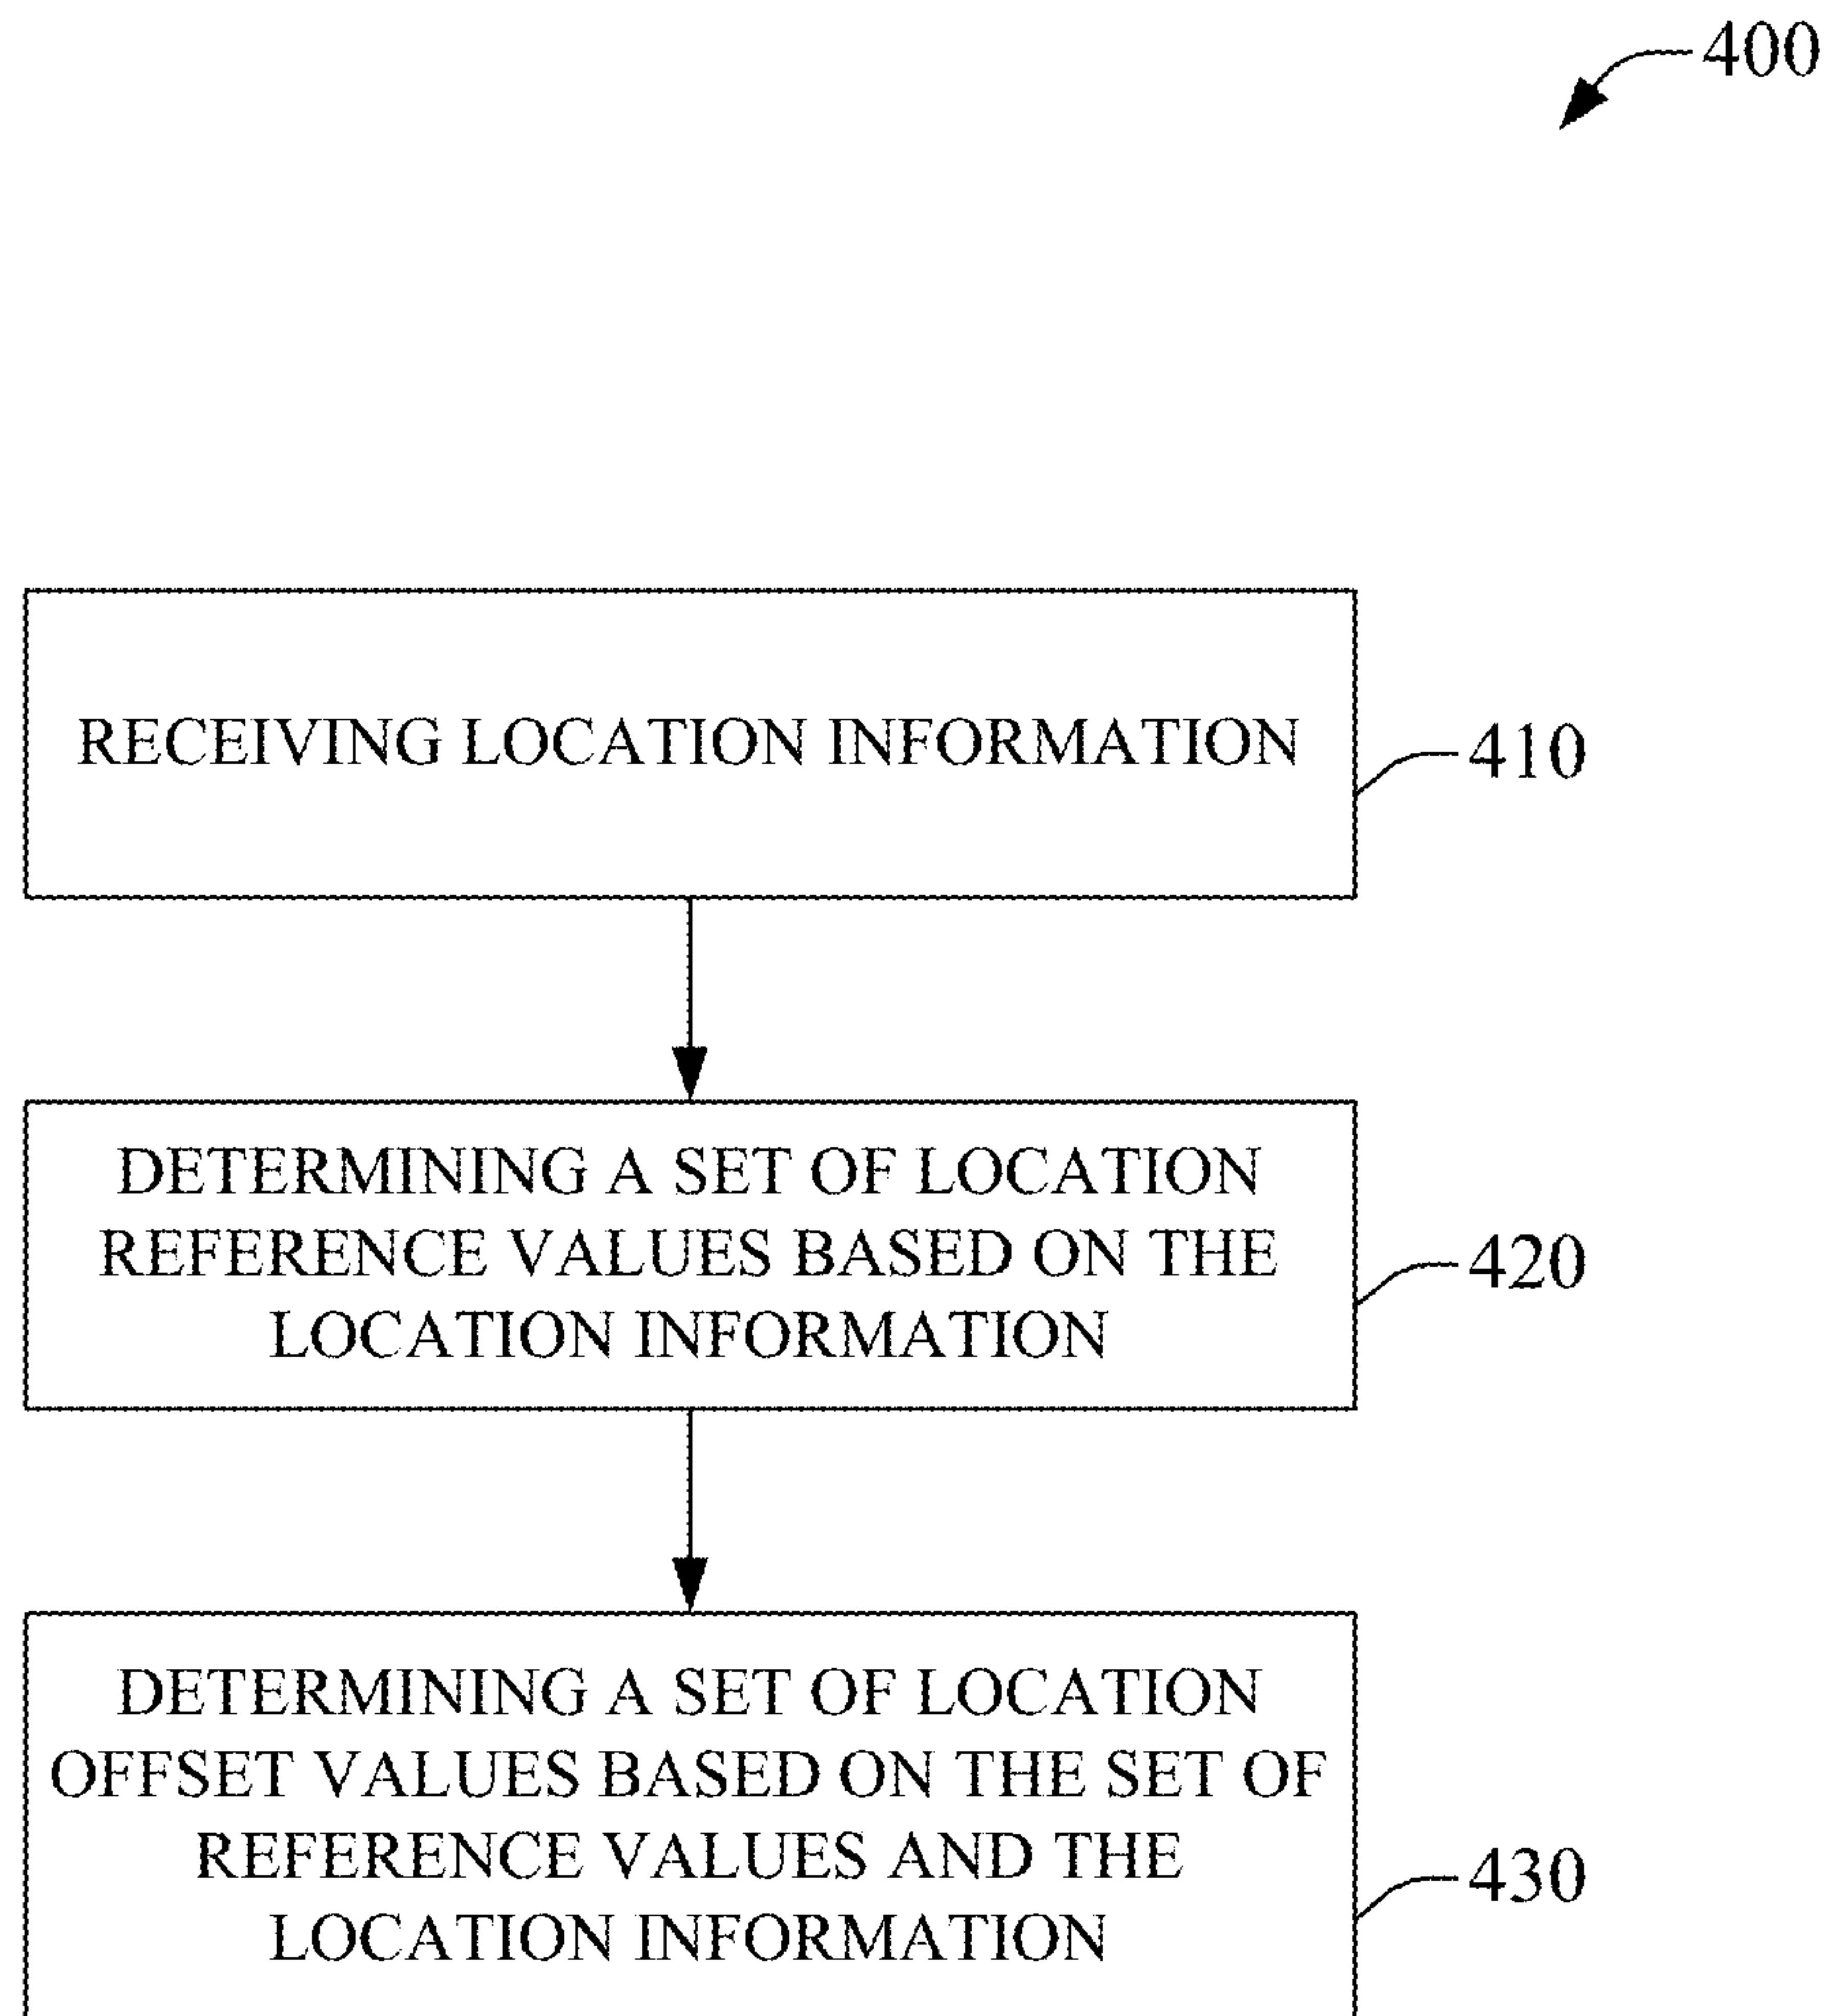 400
RECEIVING LOCATION INFORMATION
410
DETERMINING A SET OF LOCATION
REFERENCE VALUES BASED ON THE
LOCATION INFORMATION
420
DETERMINING A SET OF LOCATION
OFFSET VALUES BASED ON THE SET OF
REFERENCE VALUES AND THE
LOCATION INFORMATION
430